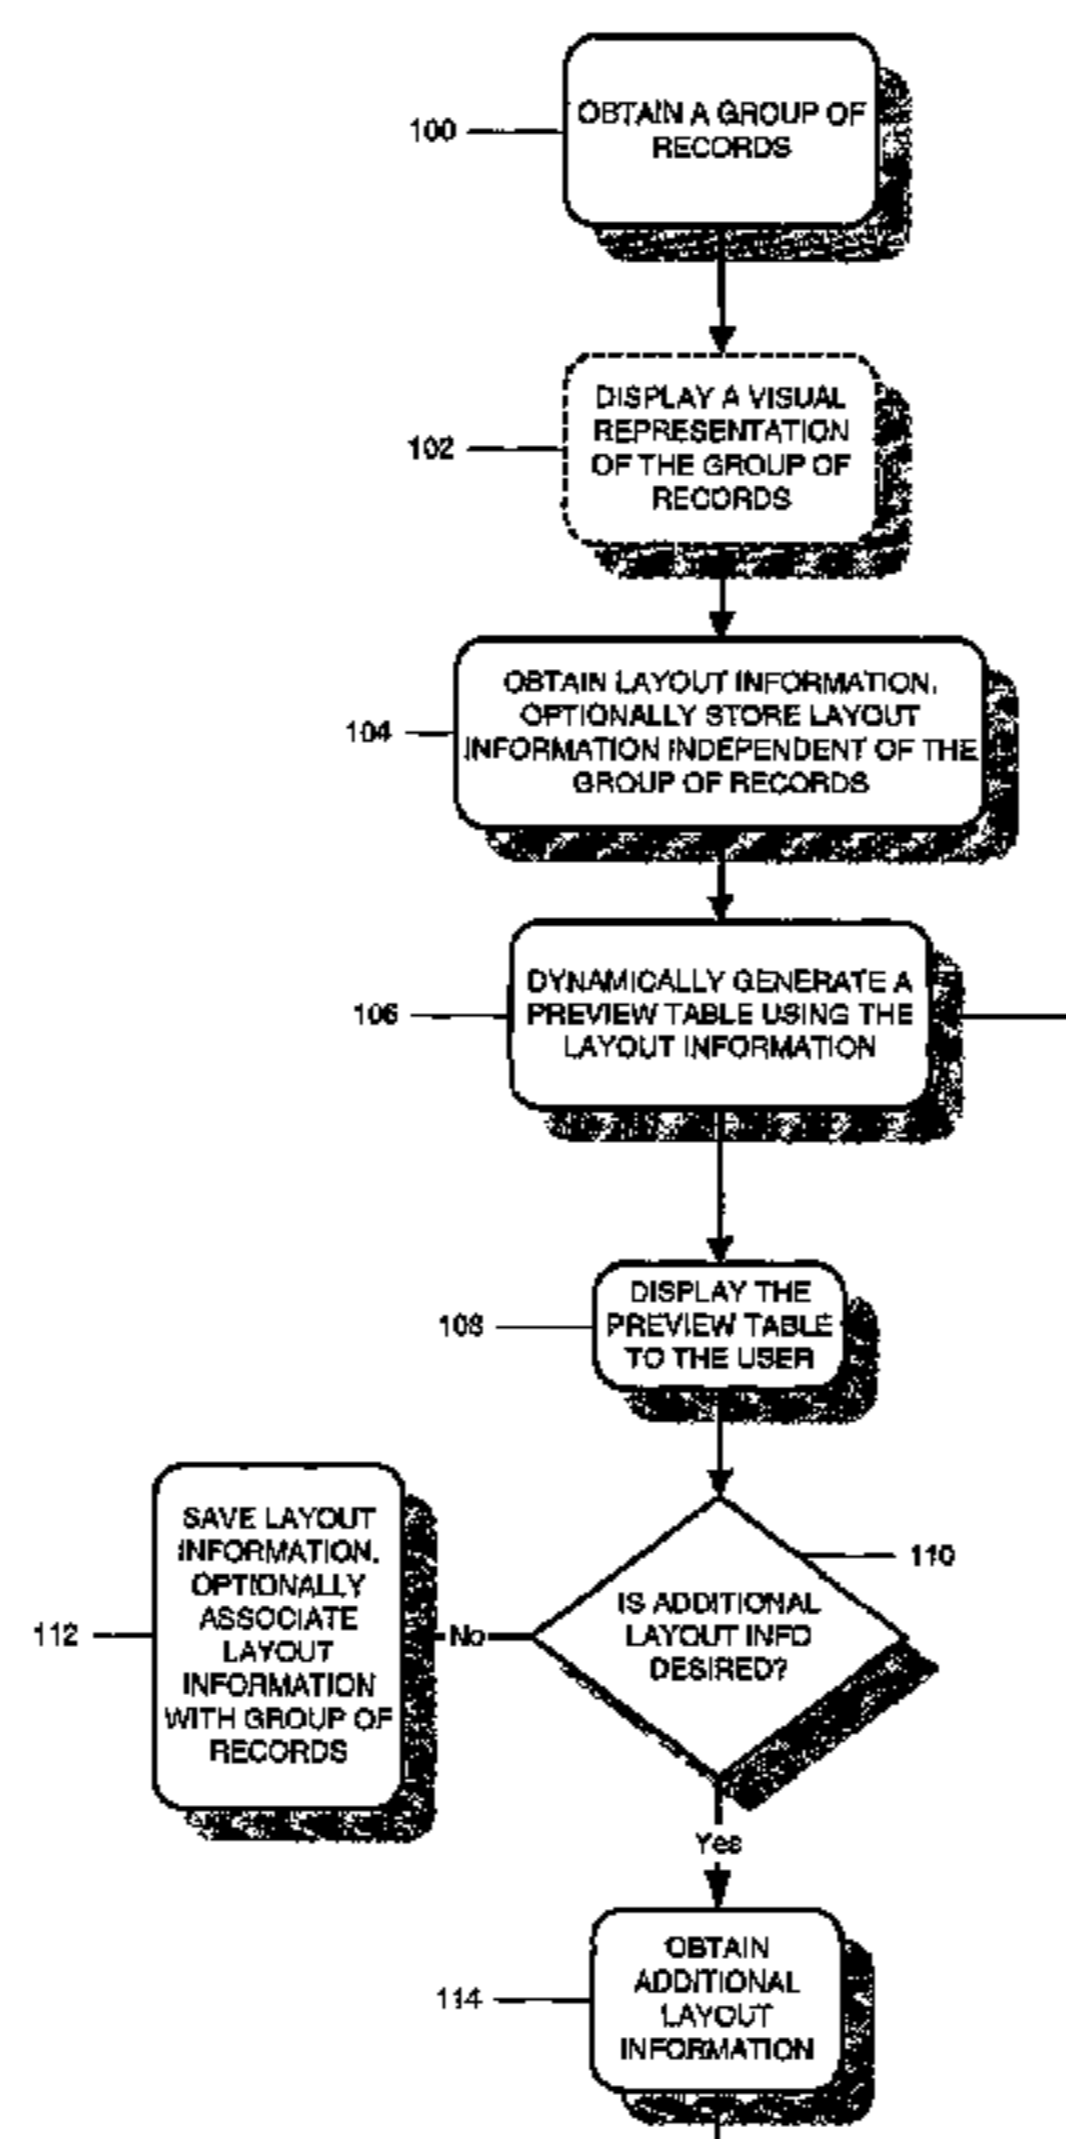 100
OBTAIN A GROUP OF
RECORDS
102
DISPLAY A VISUAL
REPRESENTATION
OF THE GROUP OF
RECORDS
104
OBTAIN LAYOUT INFORMATION,
OPTIONALLY STORE LAYOUT
INFORMATION INDEPENDENT OF THE
GROUP OF RECORDS
106
DYNAMICALLY GENERATE A
PREVIEW TABLE USING THE
LAYOUT INFORMATION
108
DISPLAY THE
PREVIEW TABLE
TO THE USER
110
IS ADDITIONAL
LAYOUT INFO
DESIRED?
No
112
SAVE LAYOUT
INFORMATION,
OPTIONALLY
ASSOCIATE
LAYOUT
INFORMATION
WITH GROUP OF
RECORDS
Yes
114
OBTAIN
ADDITIONAL
LAYOUT
INFORMATION